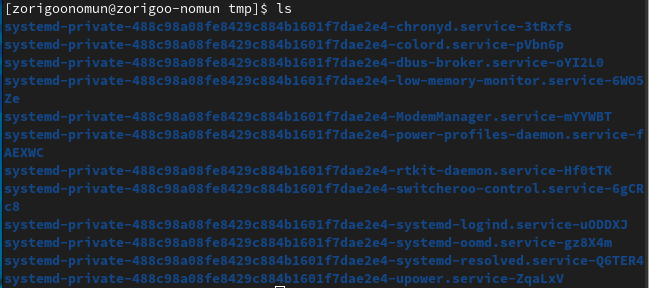 [zorigoonomun@zorigoo-nomun tmp]$ ls
systemd-private-488c98a08fe8429c884b1601f7dae2e4-chronyd.service-3tRxfs
systemd-private-488c98a08fe8429c884b1601f7dae2e4-colord.service-pVbn6p
systemd-private-488c98a08fe8429c884b1601f7dae2e4-dbus-broker.service-oYI2L0
systemd-private-488c98a08fe8429c884b1601f7dae2e4-low-memory-monitor.service-6WO5
Ze
systemd-private-488c98a08fe8429c884b1601f7dae2e4-ModemManager.service-mYYWBT
systemd-private-488c98a08fe8429c884b1601f7dae2e4-power-profiles-daemon.service-f
AEXWC
systemd-private-488c98a08fe8429c884b1601f7dae2e4-rtkit-daemon.service-Hf0tTK
systemd-private-488c98a08fe8429c884b1601f7dae2e4-switcheroo-control.service-6gCR
c8
systemd-private-488c98a08fe8429c884b1601f7dae2e4-systemd-logind.service-uODDXJ
systemd-private-488c98a08fe8429c884b1601f7dae2e4-systemd-oomd.service-gz8X4m
systemd-private-488c98a08fe8429c884b1601f7dae2e4-systemd-resolved.service-Q6TER4
systemd-private-488c98a08fe8429c884b1601f7dae2e4-upower.service-ZqaLxV